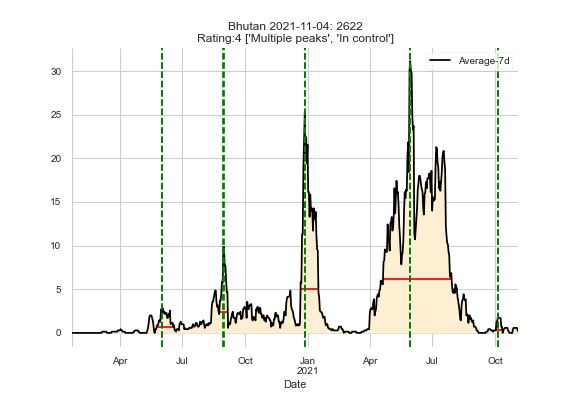 Bhutan 2021-11-04: 2622
Rating:4 ['Multiple peaks', 'In control']
Average-7d
30
25
20
15
10
5
0
Apr
Jul
Oct
Jan
2021
Apr
Jul
Oct
Date